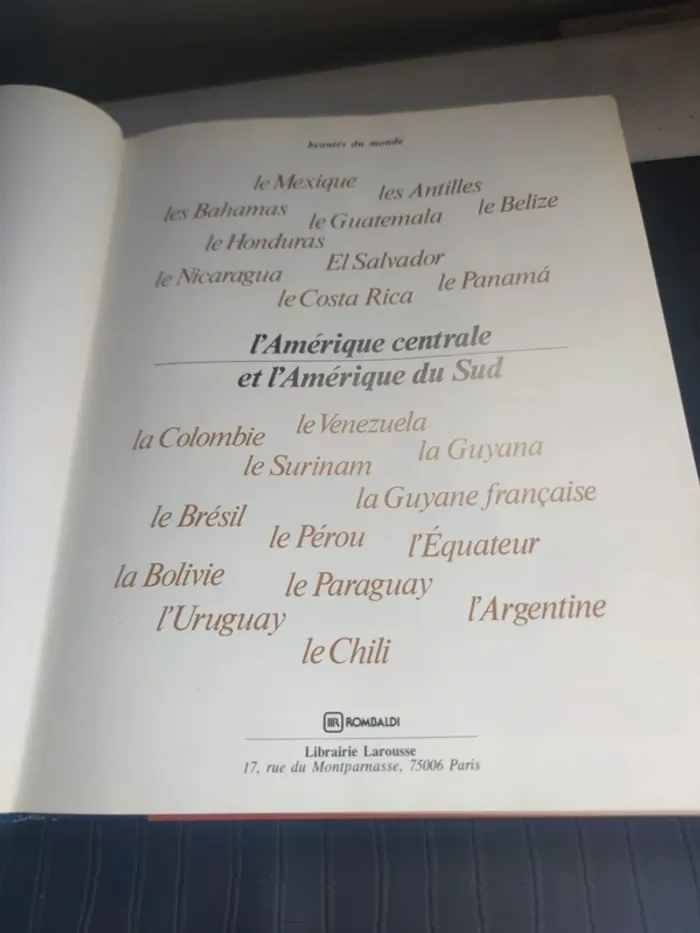 beautés du monde
le Mexique
les Antilles
les Bahamas
le Guatemala
le Belize
le Honduras
El Salvador
le Nicaragua
le Costa Rica
le Panamá
l'Amérique centrale
et l'Amérique du Sud
la Colombie
le Venezuela
le Surinam
la Guyana
la Guyane française
le Brésil
le Pérou
l'Équateur
la Bolivie
le Paraguay
l'Uruguay
l'Argentine
le Chili
ROMBALDI
Librairie Larousse
17, rue du Montparnasse, 75006 Paris